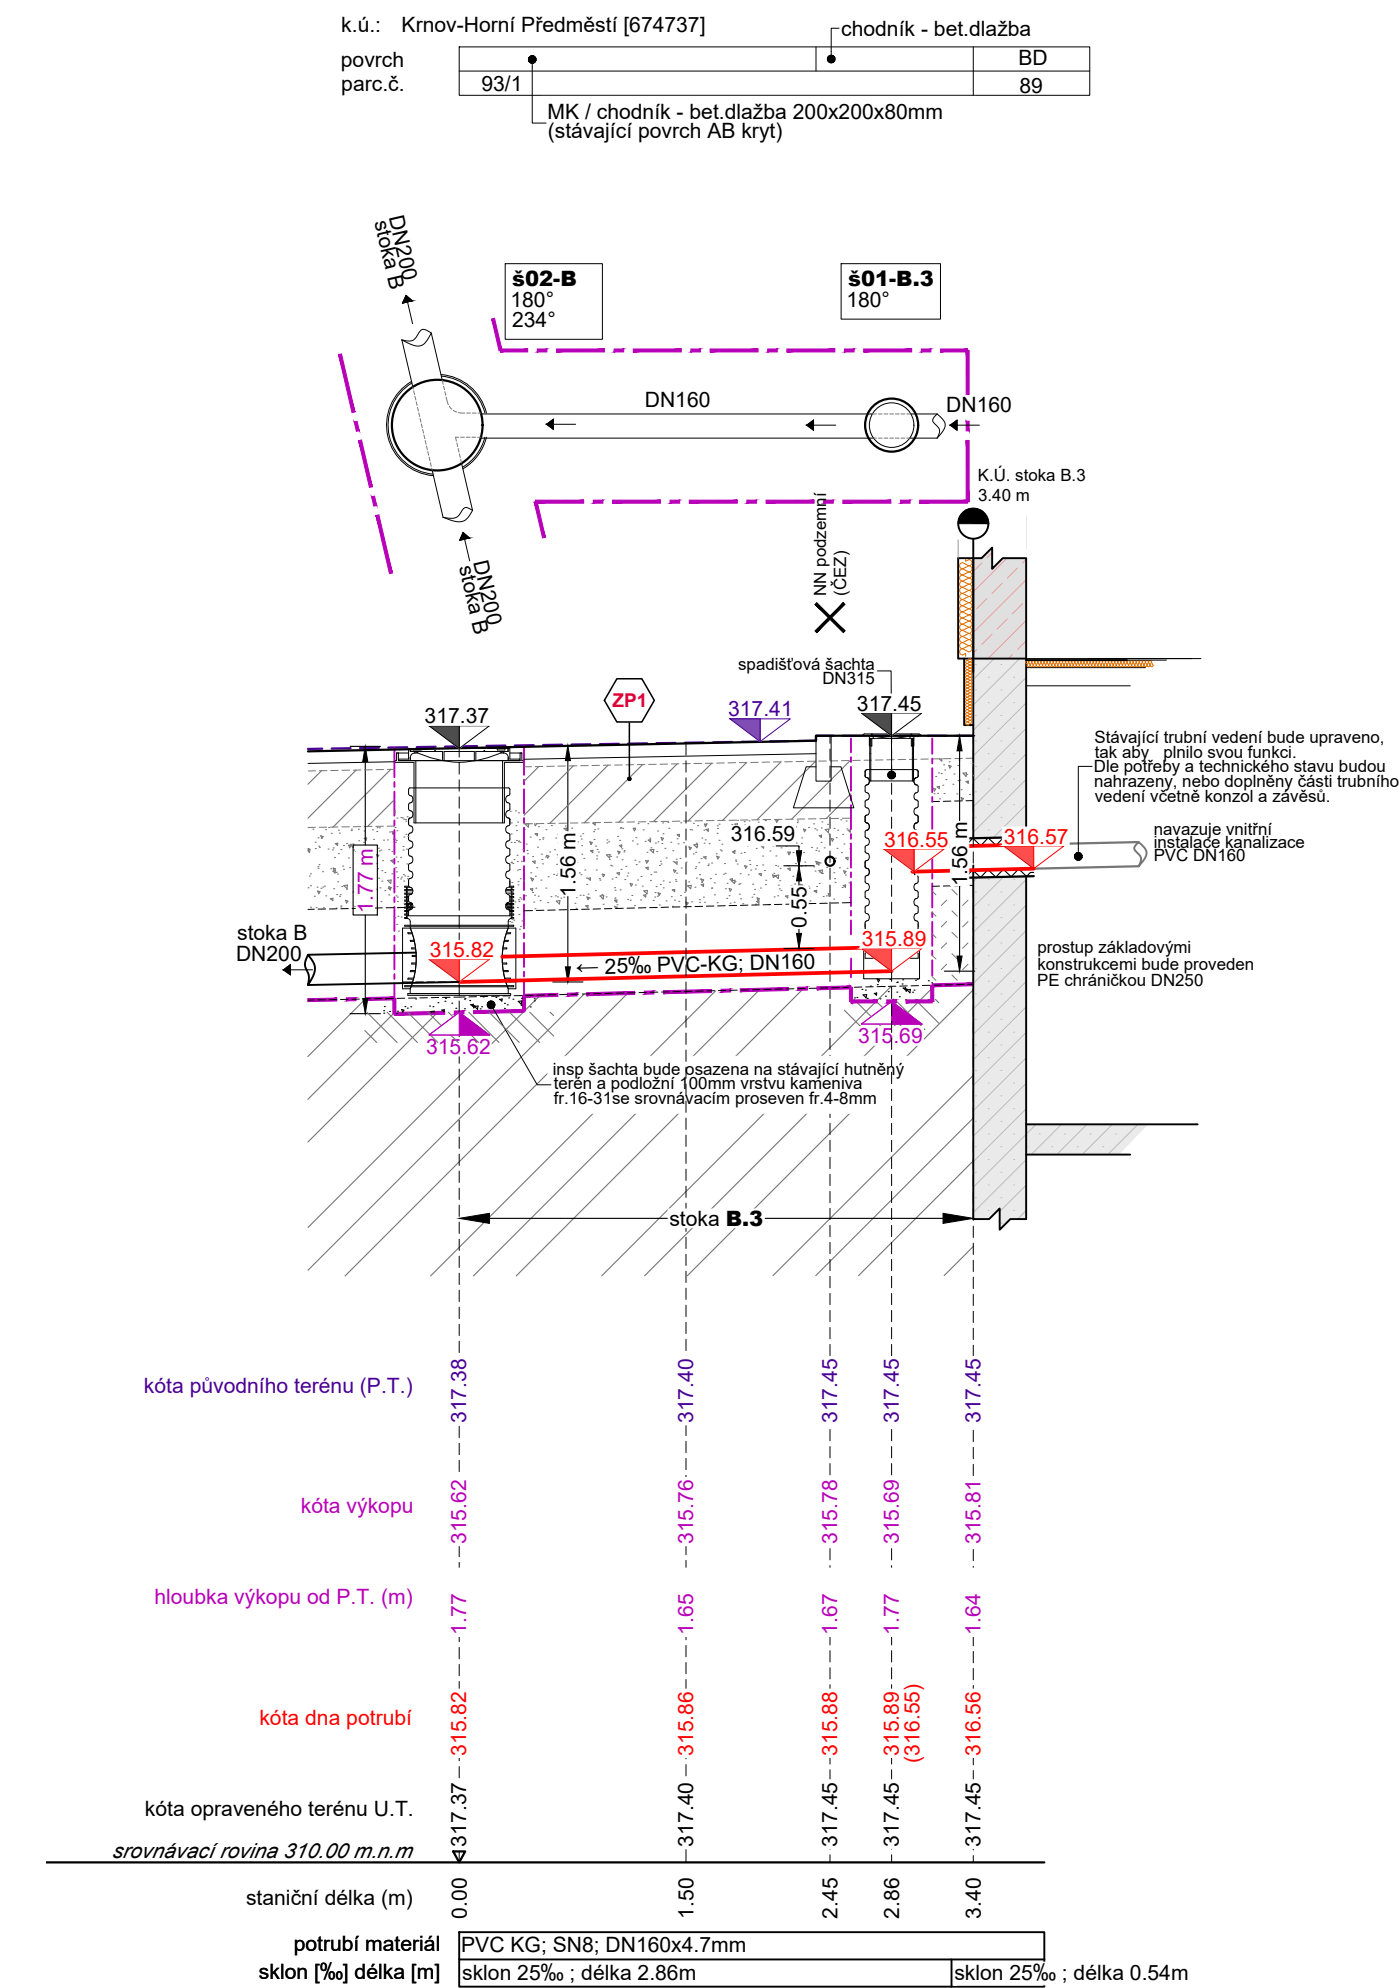 k.ú.: Krnov-Horní Předměstí [674737]
chodník - bet.dlažba
povrch BD
parc.č. 93/1 89
MK / chodník - bet.dlažba 200x200x80mm
(stávající povrch AB kryt)
DN200
stoka B
š02-B
180°
234°
š01-B.3
180°
DN160
DN160
K.Ú. stoka B.3
3.40 m
DN200
stoka B
NN podzemní
(ČEZ)
spadišťová šachta
DN315
ZP1
317.37
317.41
317.45
Stávající trubní vedení bude upraveno,
tak aby plnilo svou funkci.
Dle potřeby a technického stavu budou
nahrazeny, nebo doplněny části trubního
vedení včetně konzol a závěsů.
316.59
316.55
316.57
navazuje vnitřní
instalace kanalizace
PVC DN160
1.77 m
1.56 m
0.55
1.56 m
stoka B
DN200
315.82
315.89
← 25‰ PVC-KG; DN160
prostup základovými
konstrukcemi bude proveden
PE chráničkou DN250
315.62
315.69
insp šachta bude osazena na stávající hutněný
terén a podložní 100mm vrstvu kameniva
fr.16-31se srovnávacím proseven fr.4-8mm
stoka B.3
kóta původního terénu (P.T.) 317.38 317.40 317.45 317.45 317.45
kóta výkopu 315.62 315.76 315.78 315.69 315.81
hloubka výkopu od P.T. (m) 1.77 1.65 1.67 1.77 1.64
kóta dna potrubí 315.82 315.86 315.88 315.89 (316.55) 316.56
kóta opraveného terénu U.T. 317.37 317.40 317.45 317.45 317.45
srovnávací rovina 310.00 m.n.m
staniční délka (m) 0.00 1.50 2.45 2.86 3.40
potrubí materiál PVC KG; SN8; DN160x4.7mm
sklon [‰] délka [m] sklon 25‰ ; délka 2.86m sklon 25‰ ; délka 0.54m